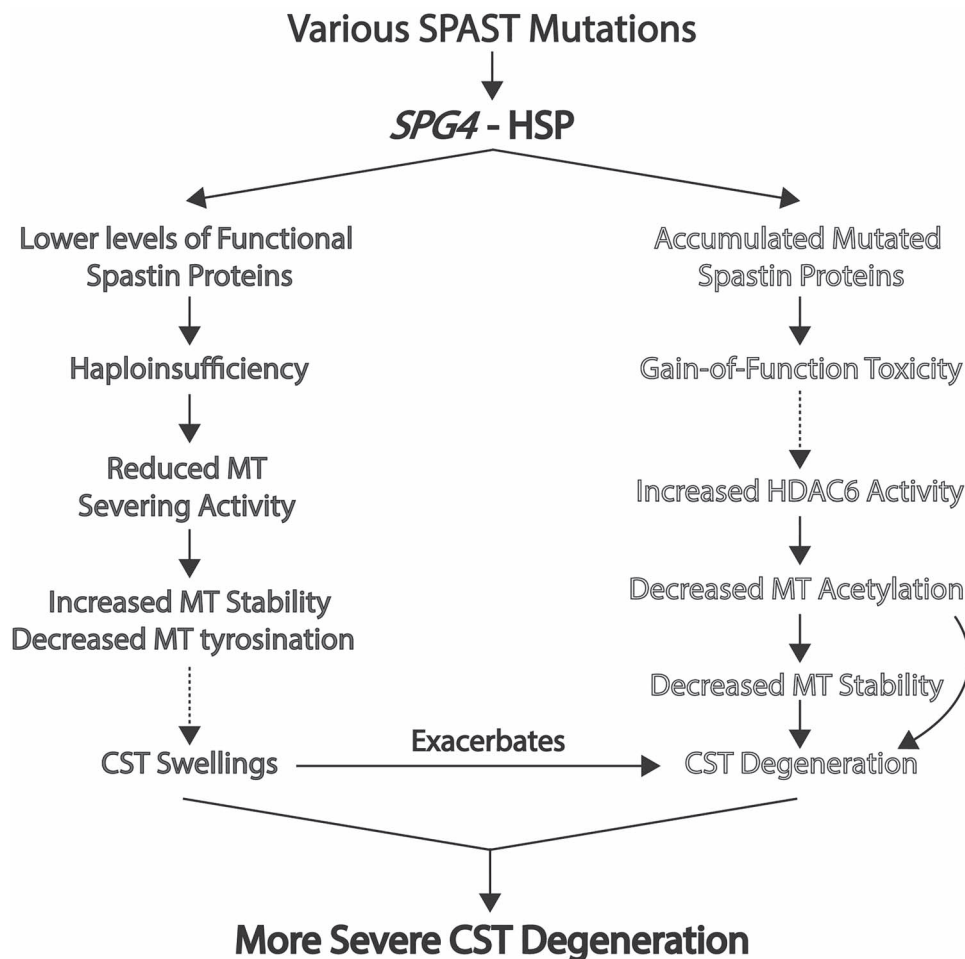 Various SPAST Mutations
SPG4 - HSP
Lower levels of Functional
Spastin Proteins
Haploinsufficiency
Reduced MT
Severing Activity
Increased MT Stability
Decreased MT tyrosination
CST Swellings
Exacerbates
Accumulated Mutated
Spastin Proteins
Gain-of-Function Toxicity
Increased HDAC6 Activity
Decreased MT Acetylation
Decreased MT Stability
CST Degeneration
More Severe CST Degeneration